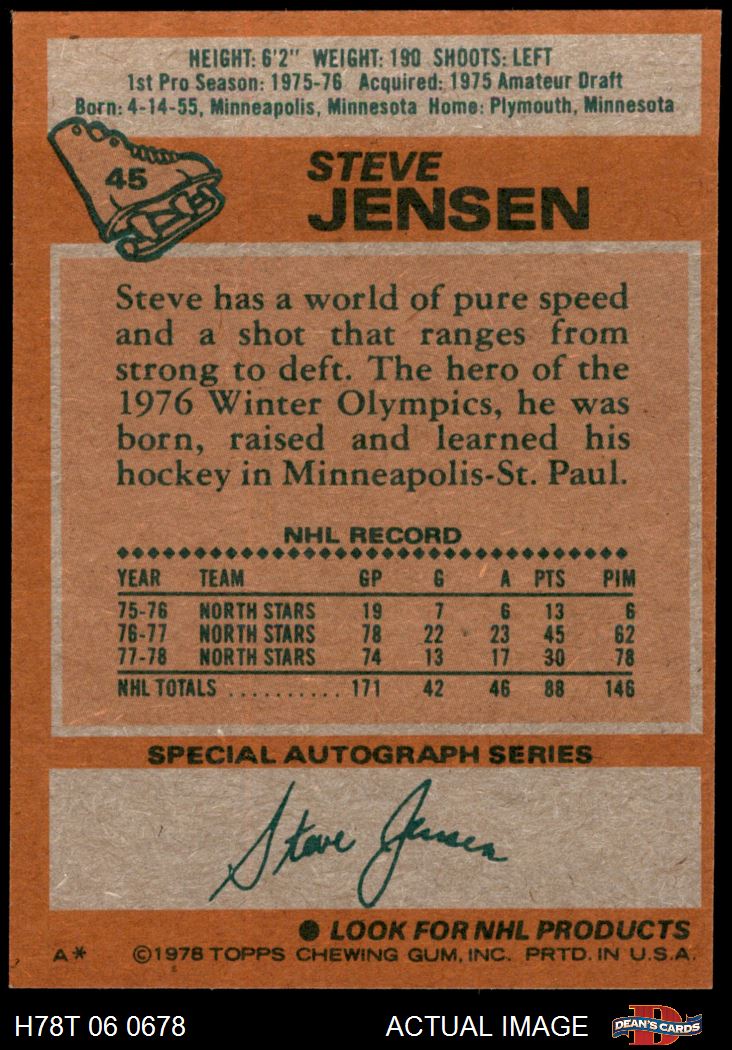 HEIGHT: 6'2" WEIGHT: 190 SHOOTS: LEFT
1st Pro Season: 1975-76 Acquired: 1975 Amateur Draft
Born: 4-14-55, Minneapolis, Minnesota Home: Plymouth, Minnesota
45
STEVE
JENSEN
Steve has a world of pure speed
and a shot that ranges from
strong to deft. The hero of the
1976 Winter Olympics, he was
born, raised and learned his
hockey in Minneapolis-St. Paul.
NHL RECORD
YEAR TEAM GP G A PTS PIM
75-76 NORTH STARS 19 7 6 13 6
76-77 NORTH STARS 78 22 23 45 62
77-78 NORTH STARS 74 13 17 30 78
NHL TOTALS .......... 171 42 46 88 146
SPECIAL AUTOGRAPH SERIES
Steve Jensen
● LOOK FOR NHL PRODUCTS
A* ©1978 TOPPS CHEWING GUM, INC. PRTD. IN U.S.A.
H78T 06 0678 ACTUAL IMAGE D DEAN'S CARDS